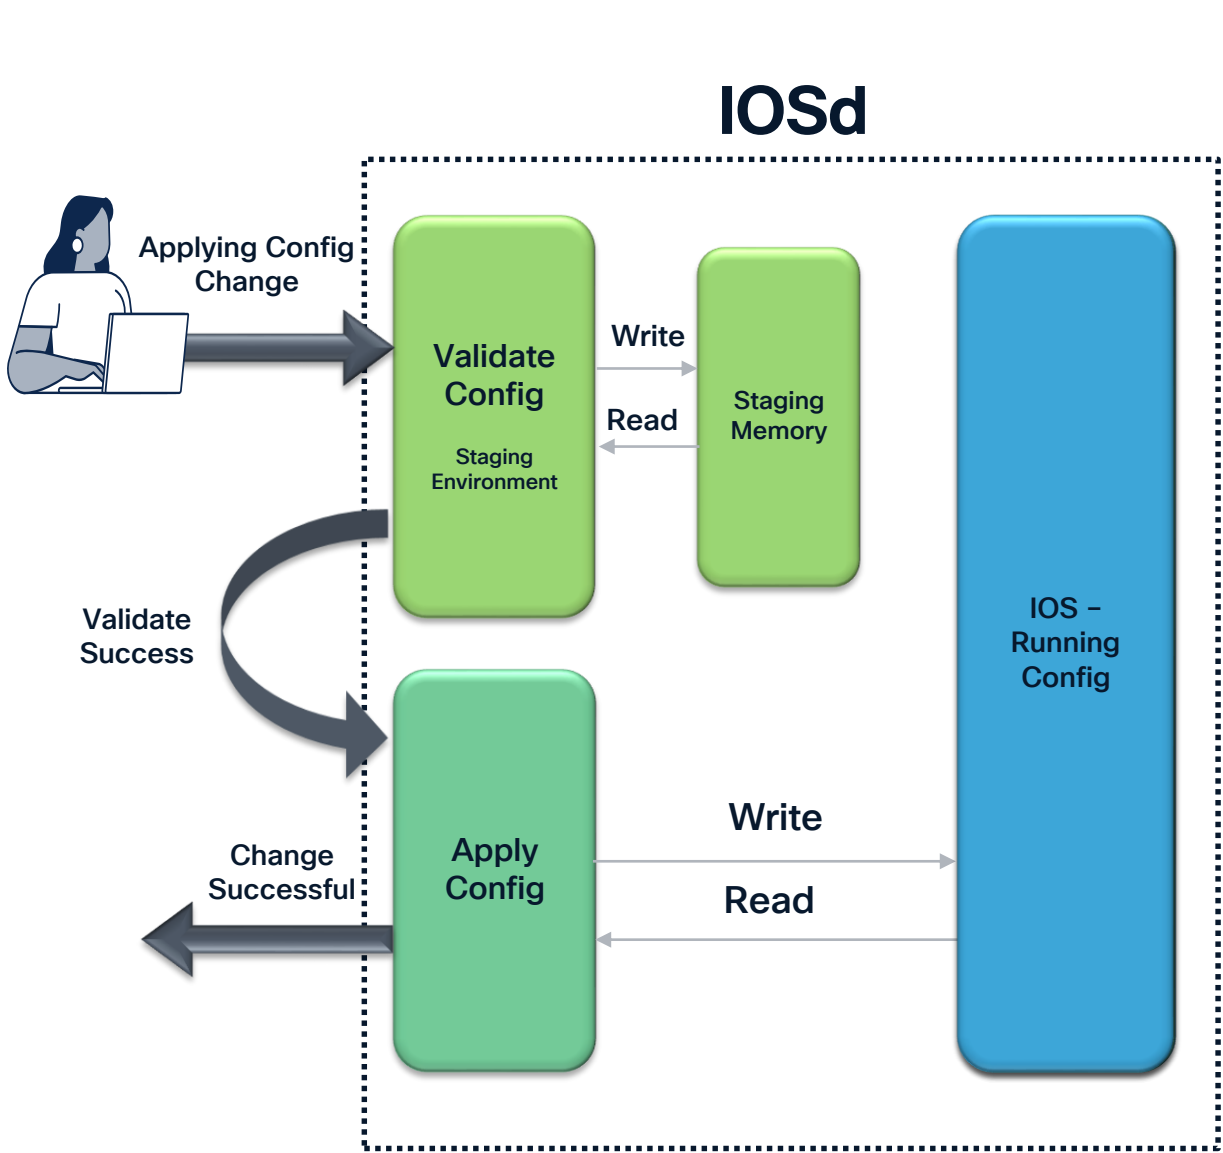 IOSd
Applying Config
Change
Validate
Config
Staging
Environment
Write
Read
Staging
Memory
IOS –
Running
Config
Validate
Success
Apply
Config
Write
Read
Change
Successful